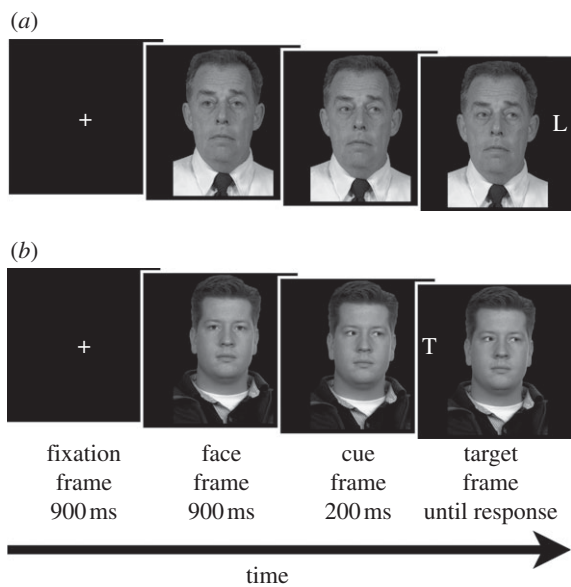 (a)
+
L
(b)
+
T
fixation face cue target
frame frame frame frame
900 ms 900 ms 200 ms until response
time